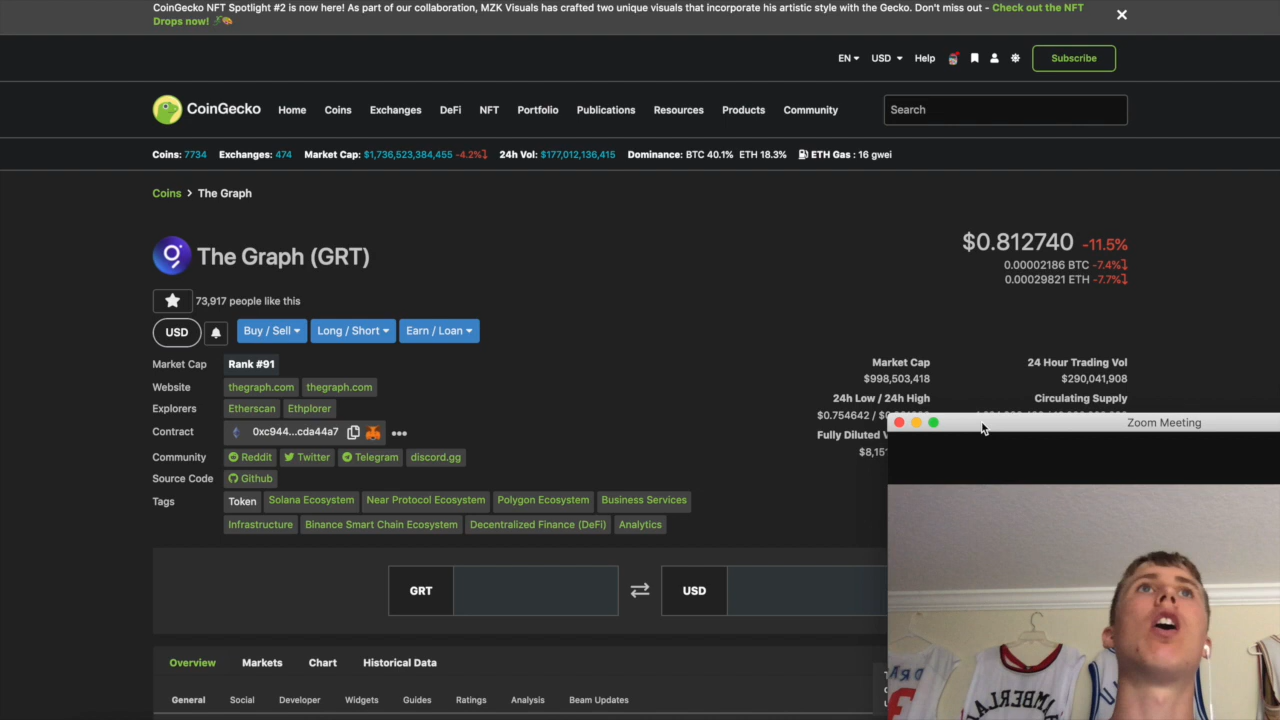 CoinGecko NFT Spotlight #2 is now here! As part of our collaboration, MZK Visuals has crafted two unique visuals that incorporate his artistic style with the Gecko. Don't miss out - Check out the NFT
Drops now!
EN USD Help Subscribe
CoinGecko Home Coins Exchanges DeFi NFT Portfolio Publications Resources Products Community Search
Coins: 7734 Exchanges: 474 Market Cap: $1,736,523,384,455 -4.2% 24h Vol: $177,012,136,415 Dominance: BTC 40.1% ETH 18.3% ETH Gas : 16 gwei
Coins > The Graph
The Graph (GRT)
$0.812740 -11.5%
0.00002186 BTC -7.4%
0.00029821 ETH -7.7%
73,917 people like this
USD Buy / Sell Long / Short Earn / Loan
Market Cap Rank #91
Website thegraph.com thegraph.com
Explorers Etherscan Ethplorer
Contract 0xc944...cda44a7
Community Reddit Twitter Telegram discord.gg
Source Code Github
Tags Token Solana Ecosystem Near Protocol Ecosystem Polygon Ecosystem Business Services
Infrastructure Binance Smart Chain Ecosystem Decentralized Finance (DeFi) Analytics
Market Cap 24 Hour Trading Vol
$998,503,418 $290,041,908
24h Low / 24h High Circulating Supply
$0.754642 /
Fully Diluted
Zoom Meeting
GRT USD
Overview Markets Chart Historical Data
General Social Developer Widgets Guides Ratings Analysis Beam Updates